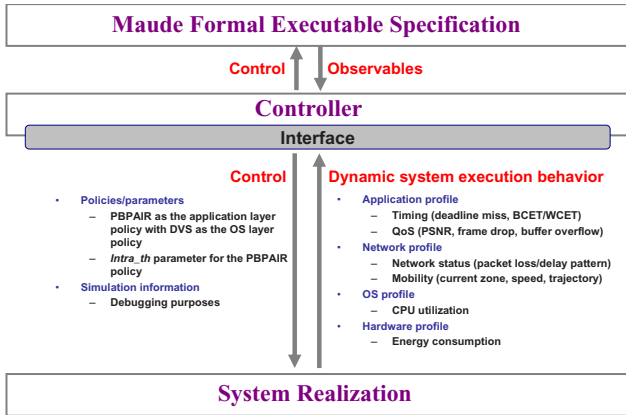 Maude Formal Executable Specification
Control
Observables
Controller
Interface
Control
Dynamic system execution behavior
• Policies/parameters
– PBPAIR as the application layer
policy with DVS as the OS layer
policy
– Intra_th parameter for the PBPAIR
policy
• Simulation information
– Debugging purposes
• Application profile
– Timing (deadline miss, BCET/WCET)
– QoS (PSNR, frame drop, buffer overflow)
• Network profile
– Network status (packet loss/delay pattern)
– Mobility (current zone, speed, trajectory)
• OS profile
– CPU utilization
• Hardware profile
– Energy consumption
System Realization